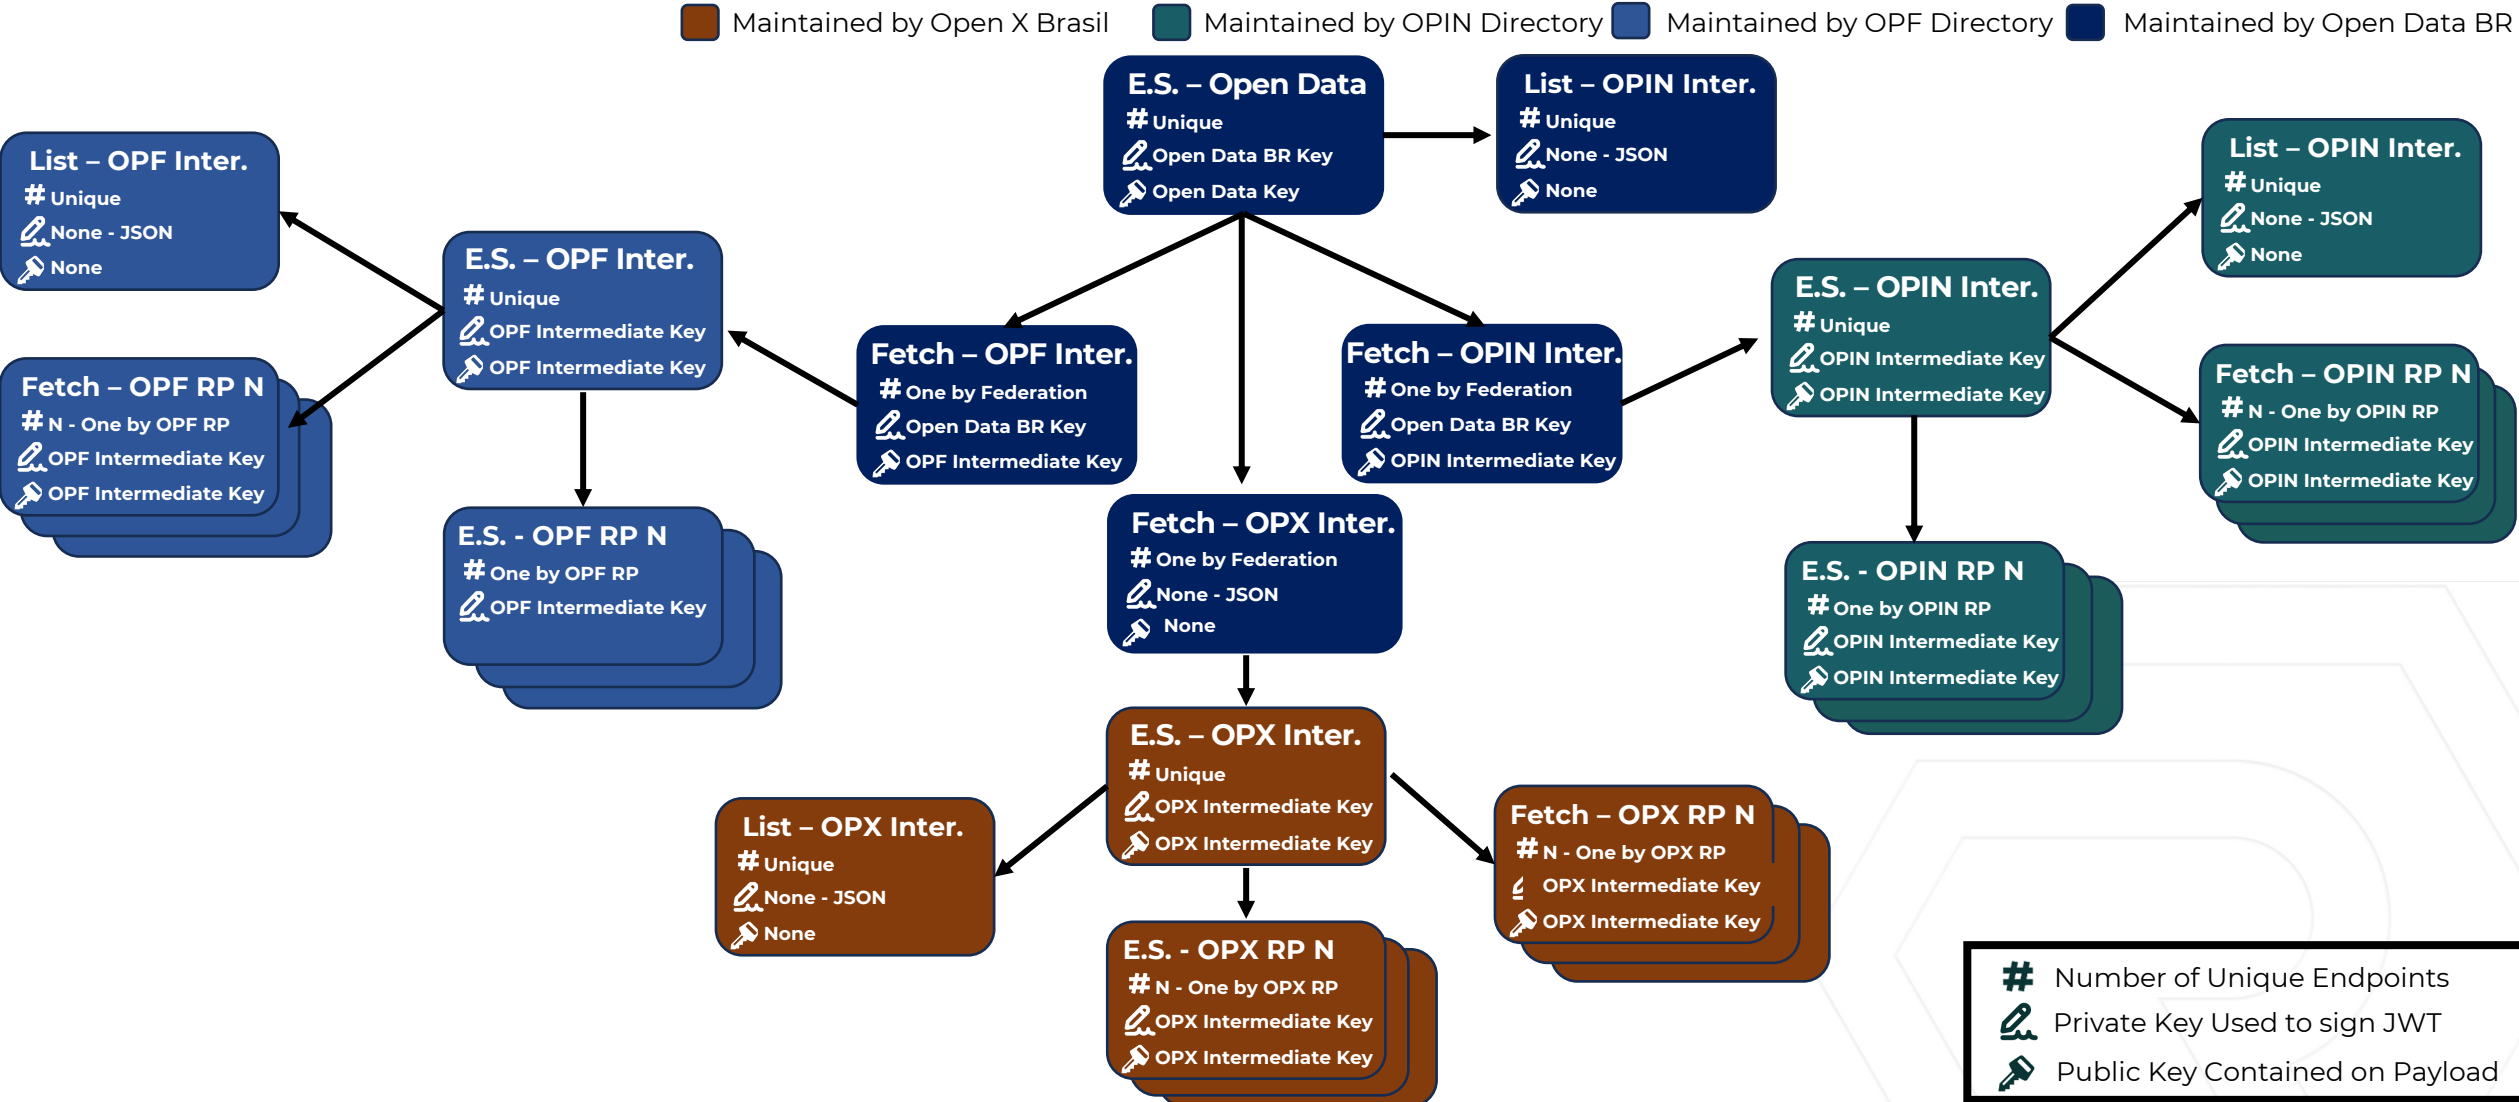 Maintained by Open X Brasil
Maintained by OPIN Directory
Maintained by OPF Directory
Maintained by Open Data BR
E.S. – Open Data
# Unique
Open Data BR Key
Open Data Key
List – OPIN Inter.
# Unique
None - JSON
None
List – OPF Inter.
# Unique
None - JSON
None
E.S. – OPF Inter.
# Unique
OPF Intermediate Key
OPF Intermediate Key
Fetch – OPF RP N
# N - One by OPF RP
OPF Intermediate Key
OPF Intermediate Key
E.S. - OPF RP N
# One by OPF RP
OPF Intermediate Key
Fetch – OPF Inter.
# One by Federation
Open Data BR Key
OPF Intermediate Key
Fetch – OPIN Inter.
# One by Federation
Open Data BR Key
OPIN Intermediate Key
E.S. – OPIN Inter.
# Unique
OPIN Intermediate Key
OPIN Intermediate Key
List – OPIN Inter.
# Unique
None - JSON
None
Fetch – OPIN RP N
# N - One by OPIN RP
OPIN Intermediate Key
OPIN Intermediate Key
E.S. - OPIN RP N
# One by OPIN RP
OPIN Intermediate Key
OPIN Intermediate Key
Fetch – OPX Inter.
# One by Federation
None - JSON
None
E.S. – OPX Inter.
# Unique
OPX Intermediate Key
OPX Intermediate Key
List – OPX Inter.
# Unique
None - JSON
None
Fetch – OPX RP N
# N - One by OPX RP
OPX Intermediate Key
OPX Intermediate Key
E.S. - OPX RP N
# N - One by OPX RP
OPX Intermediate Key
OPX Intermediate Key
# Number of Unique Endpoints
Private Key Used to sign JWT
Public Key Contained on Payload